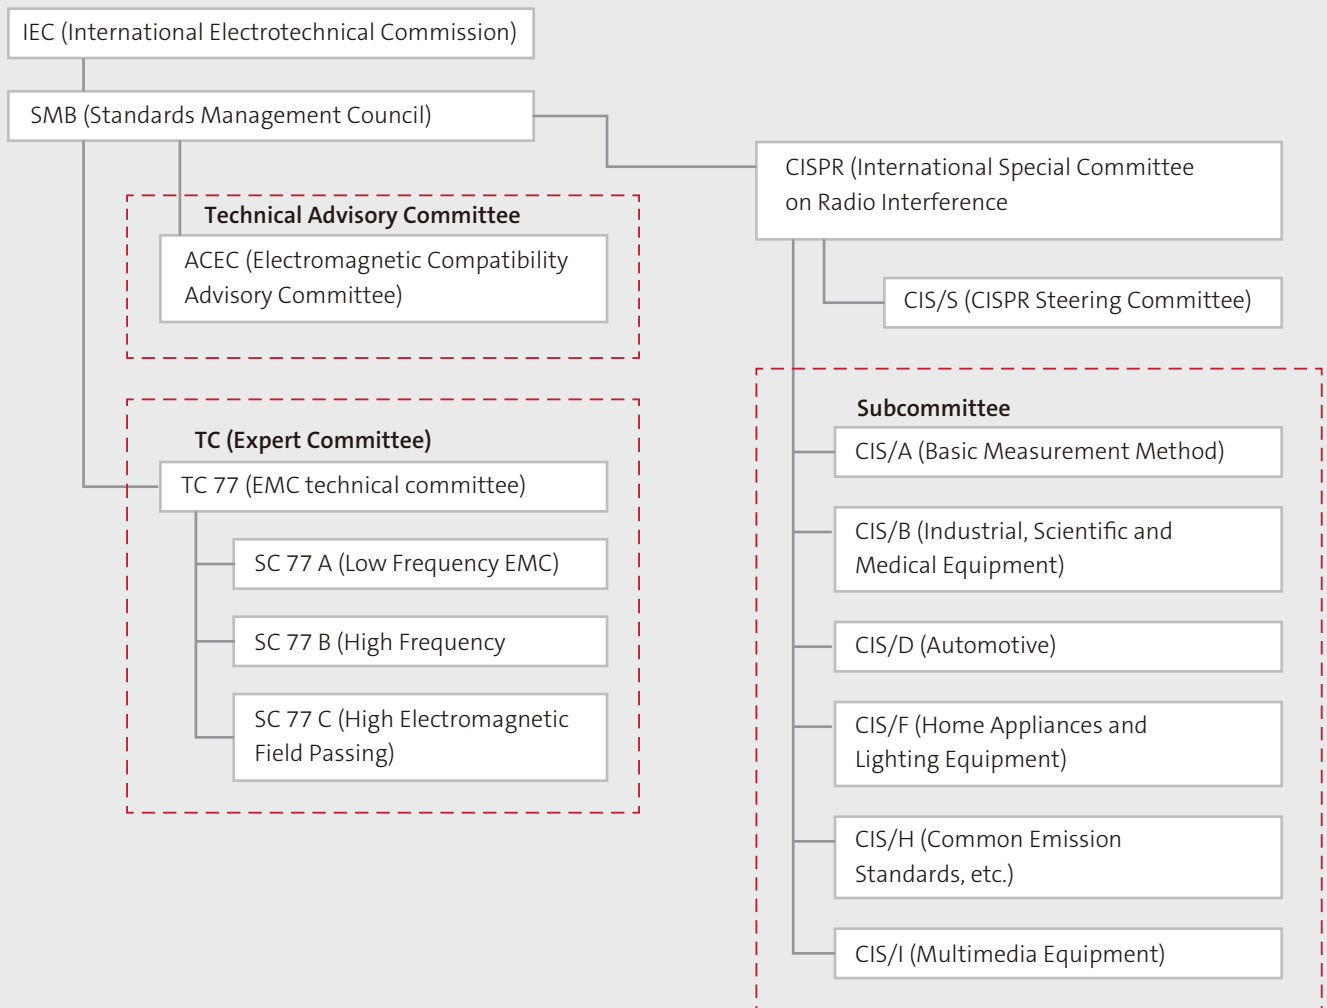 IEC (International Electrotechnical Commission)
SMB (Standards Management Council)
Technical Advisory Committee
ACEC (Electromagnetic Compatibility
Advisory Committee)
TC (Expert Committee)
TC 77 (EMC technical committee)
SC 77 A (Low Frequency EMC)
SC 77 B (High Frequency
SC 77 C (High Electromagnetic
Field Passing)
CISPR (International Special Committee
on Radio Interference
CIS/S (CISPR Steering Committee)
Subcommittee
CIS/A (Basic Measurement Method)
CIS/B (Industrial, Scientific and
Medical Equipment)
CIS/D (Automotive)
CIS/F (Home Appliances and
Lighting Equipment)
CIS/H (Common Emission
Standards, etc.)
CIS/I (Multimedia Equipment)